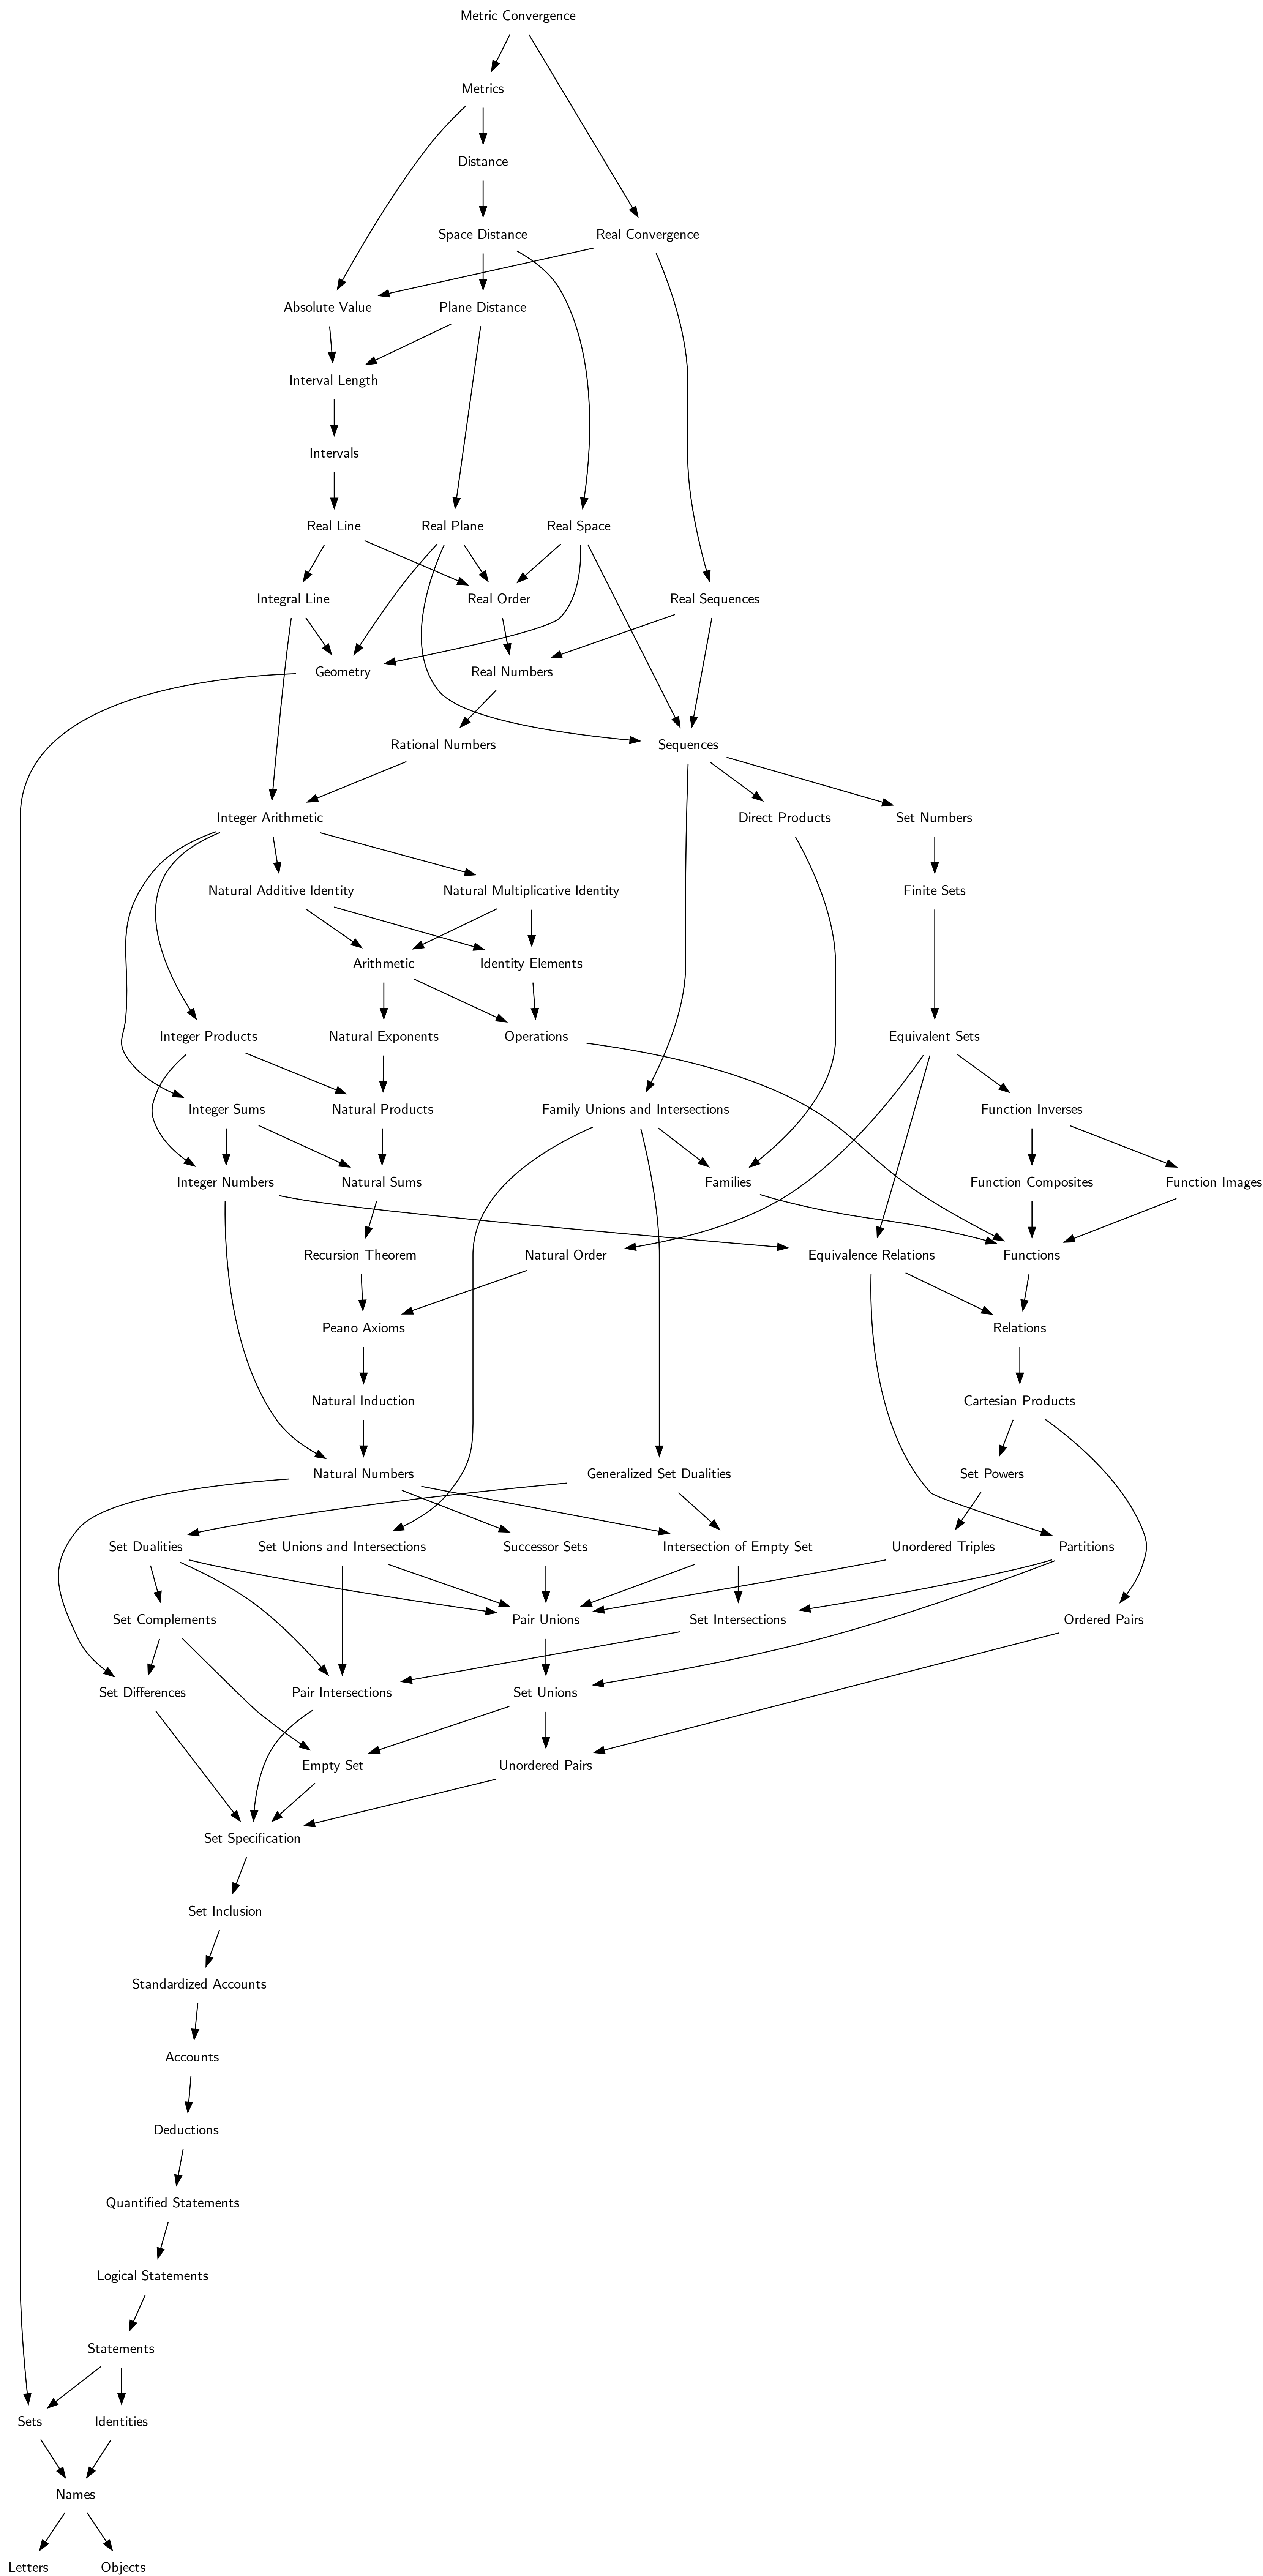 Metric Convergence
Metrics
Distance
Space Distance
Real Convergence
Absolute Value
Plane Distance
Interval Length
Intervals
Real Line
Real Plane
Real Space
Integral Line
Real Order
Real Sequences
Geometry
Real Numbers
Rational Numbers
Sequences
Integer Arithmetic
Direct Products
Set Numbers
Natural Additive Identity
Natural Multiplicative Identity
Finite Sets
Arithmetic
Identity Elements
Integer Products
Natural Exponents
Operations
Equivalent Sets
Integer Sums
Natural Products
Family Unions and Intersections
Function Inverses
Integer Numbers
Natural Sums
Families
Function Composites
Function Images
Recursion Theorem
Natural Order
Equivalence Relations
Functions
Peano Axioms
Relations
Natural Induction
Cartesian Products
Natural Numbers
Generalized Set Dualities
Set Powers
Set Dualities
Set Unions and Intersections
Successor Sets
Intersection of Empty Set
Unordered Triples
Partitions
Set Complements
Pair Unions
Set Intersections
Ordered Pairs
Set Differences
Pair Intersections
Set Unions
Empty Set
Unordered Pairs
Set Specification
Set Inclusion
Standardized Accounts
Accounts
Deductions
Quantified Statements
Logical Statements
Statements
Sets
Identities
Names
Letters
Objects